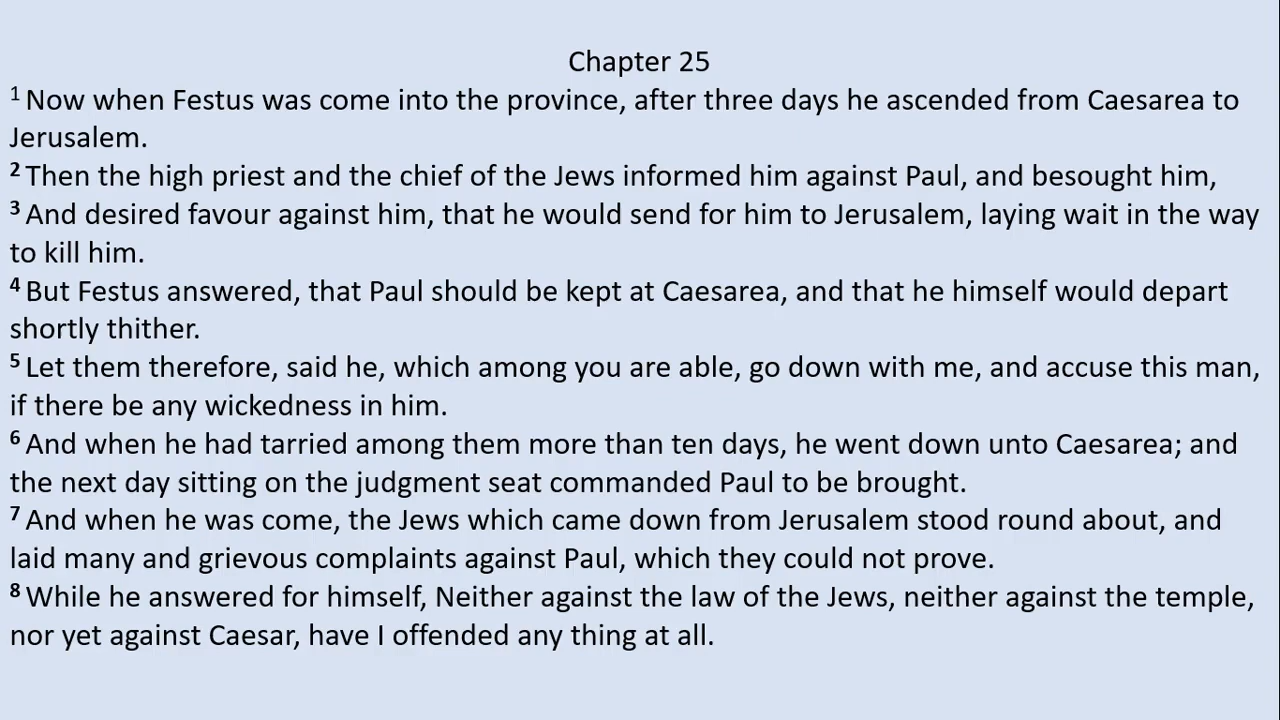 Chapter 25
1 Now when Festus was come into the province, after three days he ascended from Caesarea to
Jerusalem.
2 Then the high priest and the chief of the Jews informed him against Paul, and besought him,
3 And desired favour against him, that he would send for him to Jerusalem, laying wait in the way
to kill him.
4 But Festus answered, that Paul should be kept at Caesarea, and that he himself would depart
shortly thither.
5 Let them therefore, said he, which among you are able, go down with me, and accuse this man,
if there be any wickedness in him.
6 And when he had tarried among them more than ten days, he went down unto Caesarea; and
the next day sitting on the judgment seat commanded Paul to be brought.
7 And when he was come, the Jews which came down from Jerusalem stood round about, and
laid many and grievous complaints against Paul, which they could not prove.
8 While he answered for himself, Neither against the law of the Jews, neither against the temple,
nor yet against Caesar, have I offended any thing at all.